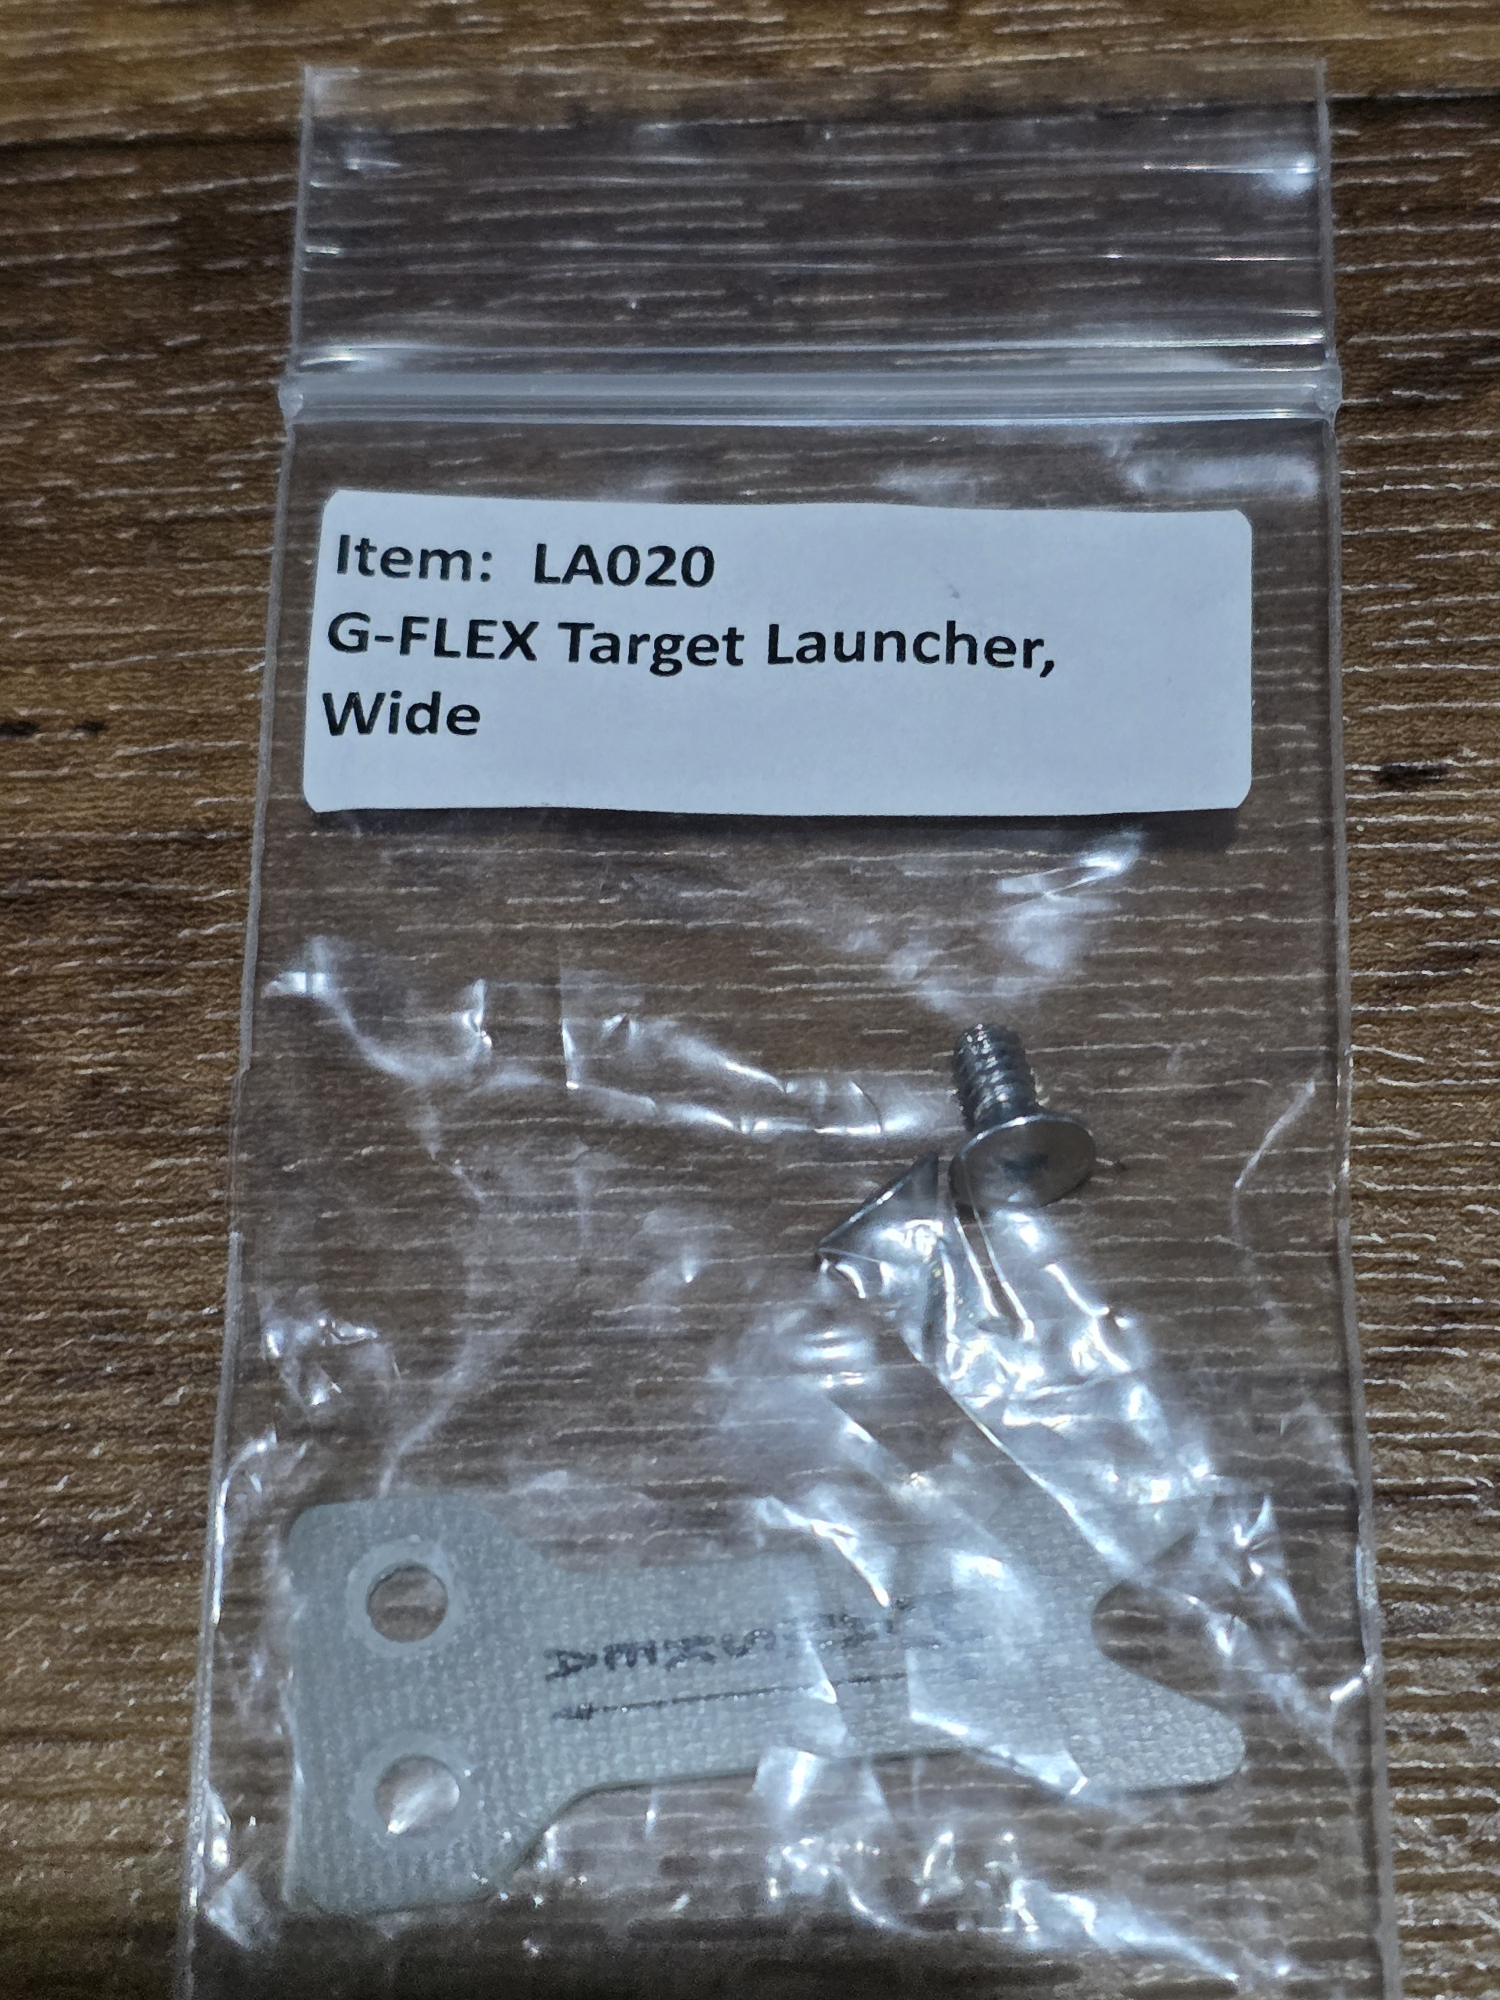 Item: LA020
G-FLEX Target Launcher,
Wide